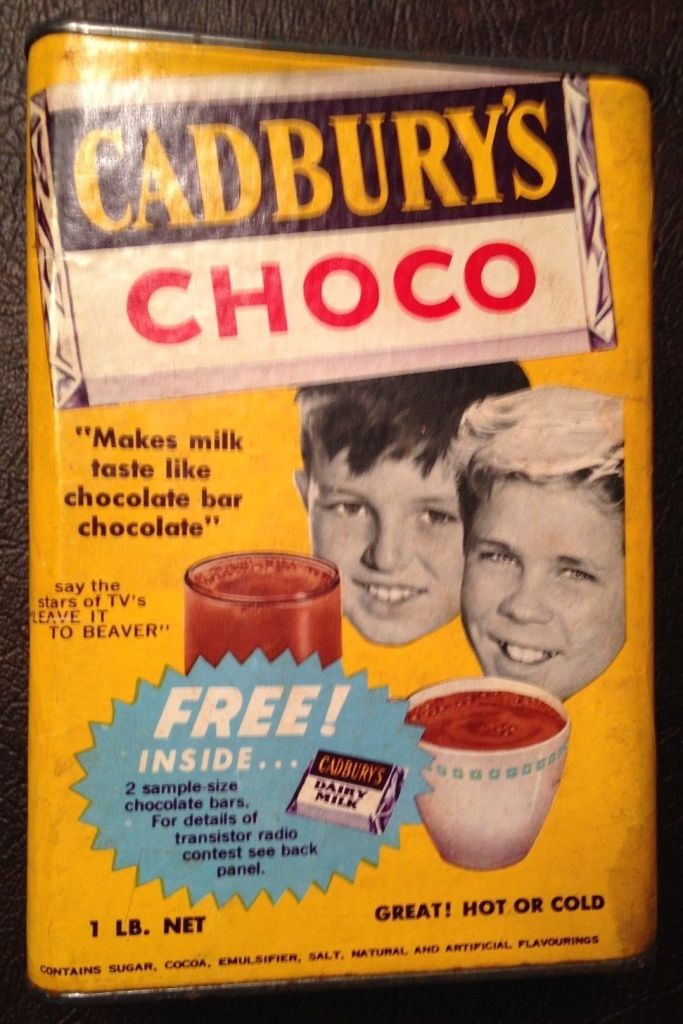 CADBURY'S
CHOCO
"Makes milk
taste like
chocolate bar
chocolate"
say the
stars of TV's
"LEAVE IT
TO BEAVER"
FREE!
INSIDE...
2 sample-size
chocolate bars.
For details of
transistor radio
contest see back
panel.
CADBURY'S
DAIRY
MILK
1 LB. NET
GREAT! HOT OR COLD
CONTAINS SUGAR, COCOA, EMULSIFIER, SALT, NATURAL AND ARTIFICIAL FLAVOURINGS